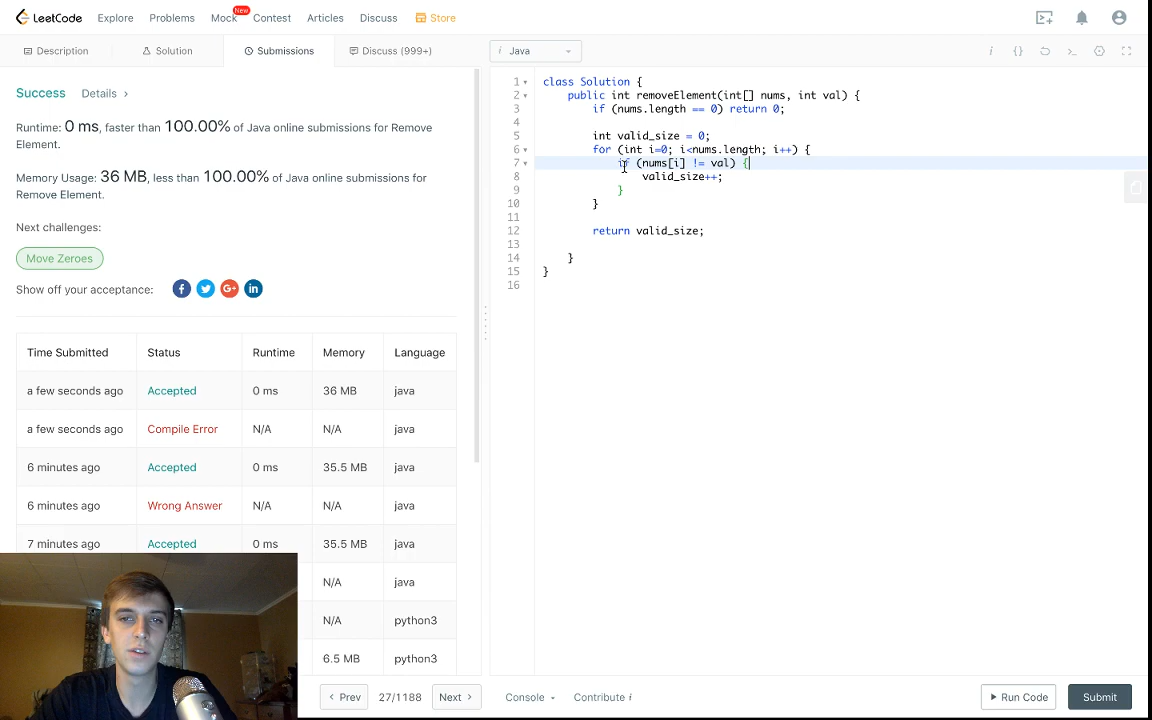 LeetCode Explore Problems Mock New Contest Articles Discuss Store
Description Solution Submissions Discuss (999+) i Java
Success Details >
Runtime: 0 ms, faster than 100.00% of Java online submissions for Remove
Element.
Memory Usage: 36 MB, less than 100.00% of Java online submissions for
Remove Element.
Next challenges:
Move Zeroes
Show off your acceptance:
Time Submitted Status Runtime Memory Language
a few seconds ago Accepted 0 ms 36 MB java
a few seconds ago Compile Error N/A N/A java
6 minutes ago Accepted 0 ms 35.5 MB java
6 minutes ago Wrong Answer N/A N/A java
7 minutes ago Accepted 0 ms 35.5 MB java
N/A java
N/A python3
6.5 MB python3
1 class Solution {
2 public int removeElement(int[] nums, int val) {
3 if (nums.length == 0) return 0;
4
5 int valid_size = 0;
6 for (int i=0; i<nums.length; i++) {
7 if (nums[i] != val) {
8 valid_size++;
9 }
10 }
11
12 return valid_size;
13
14 }
15 }
16
‹ Prev 27/1188 Next › Console Contribute i Run Code Submit